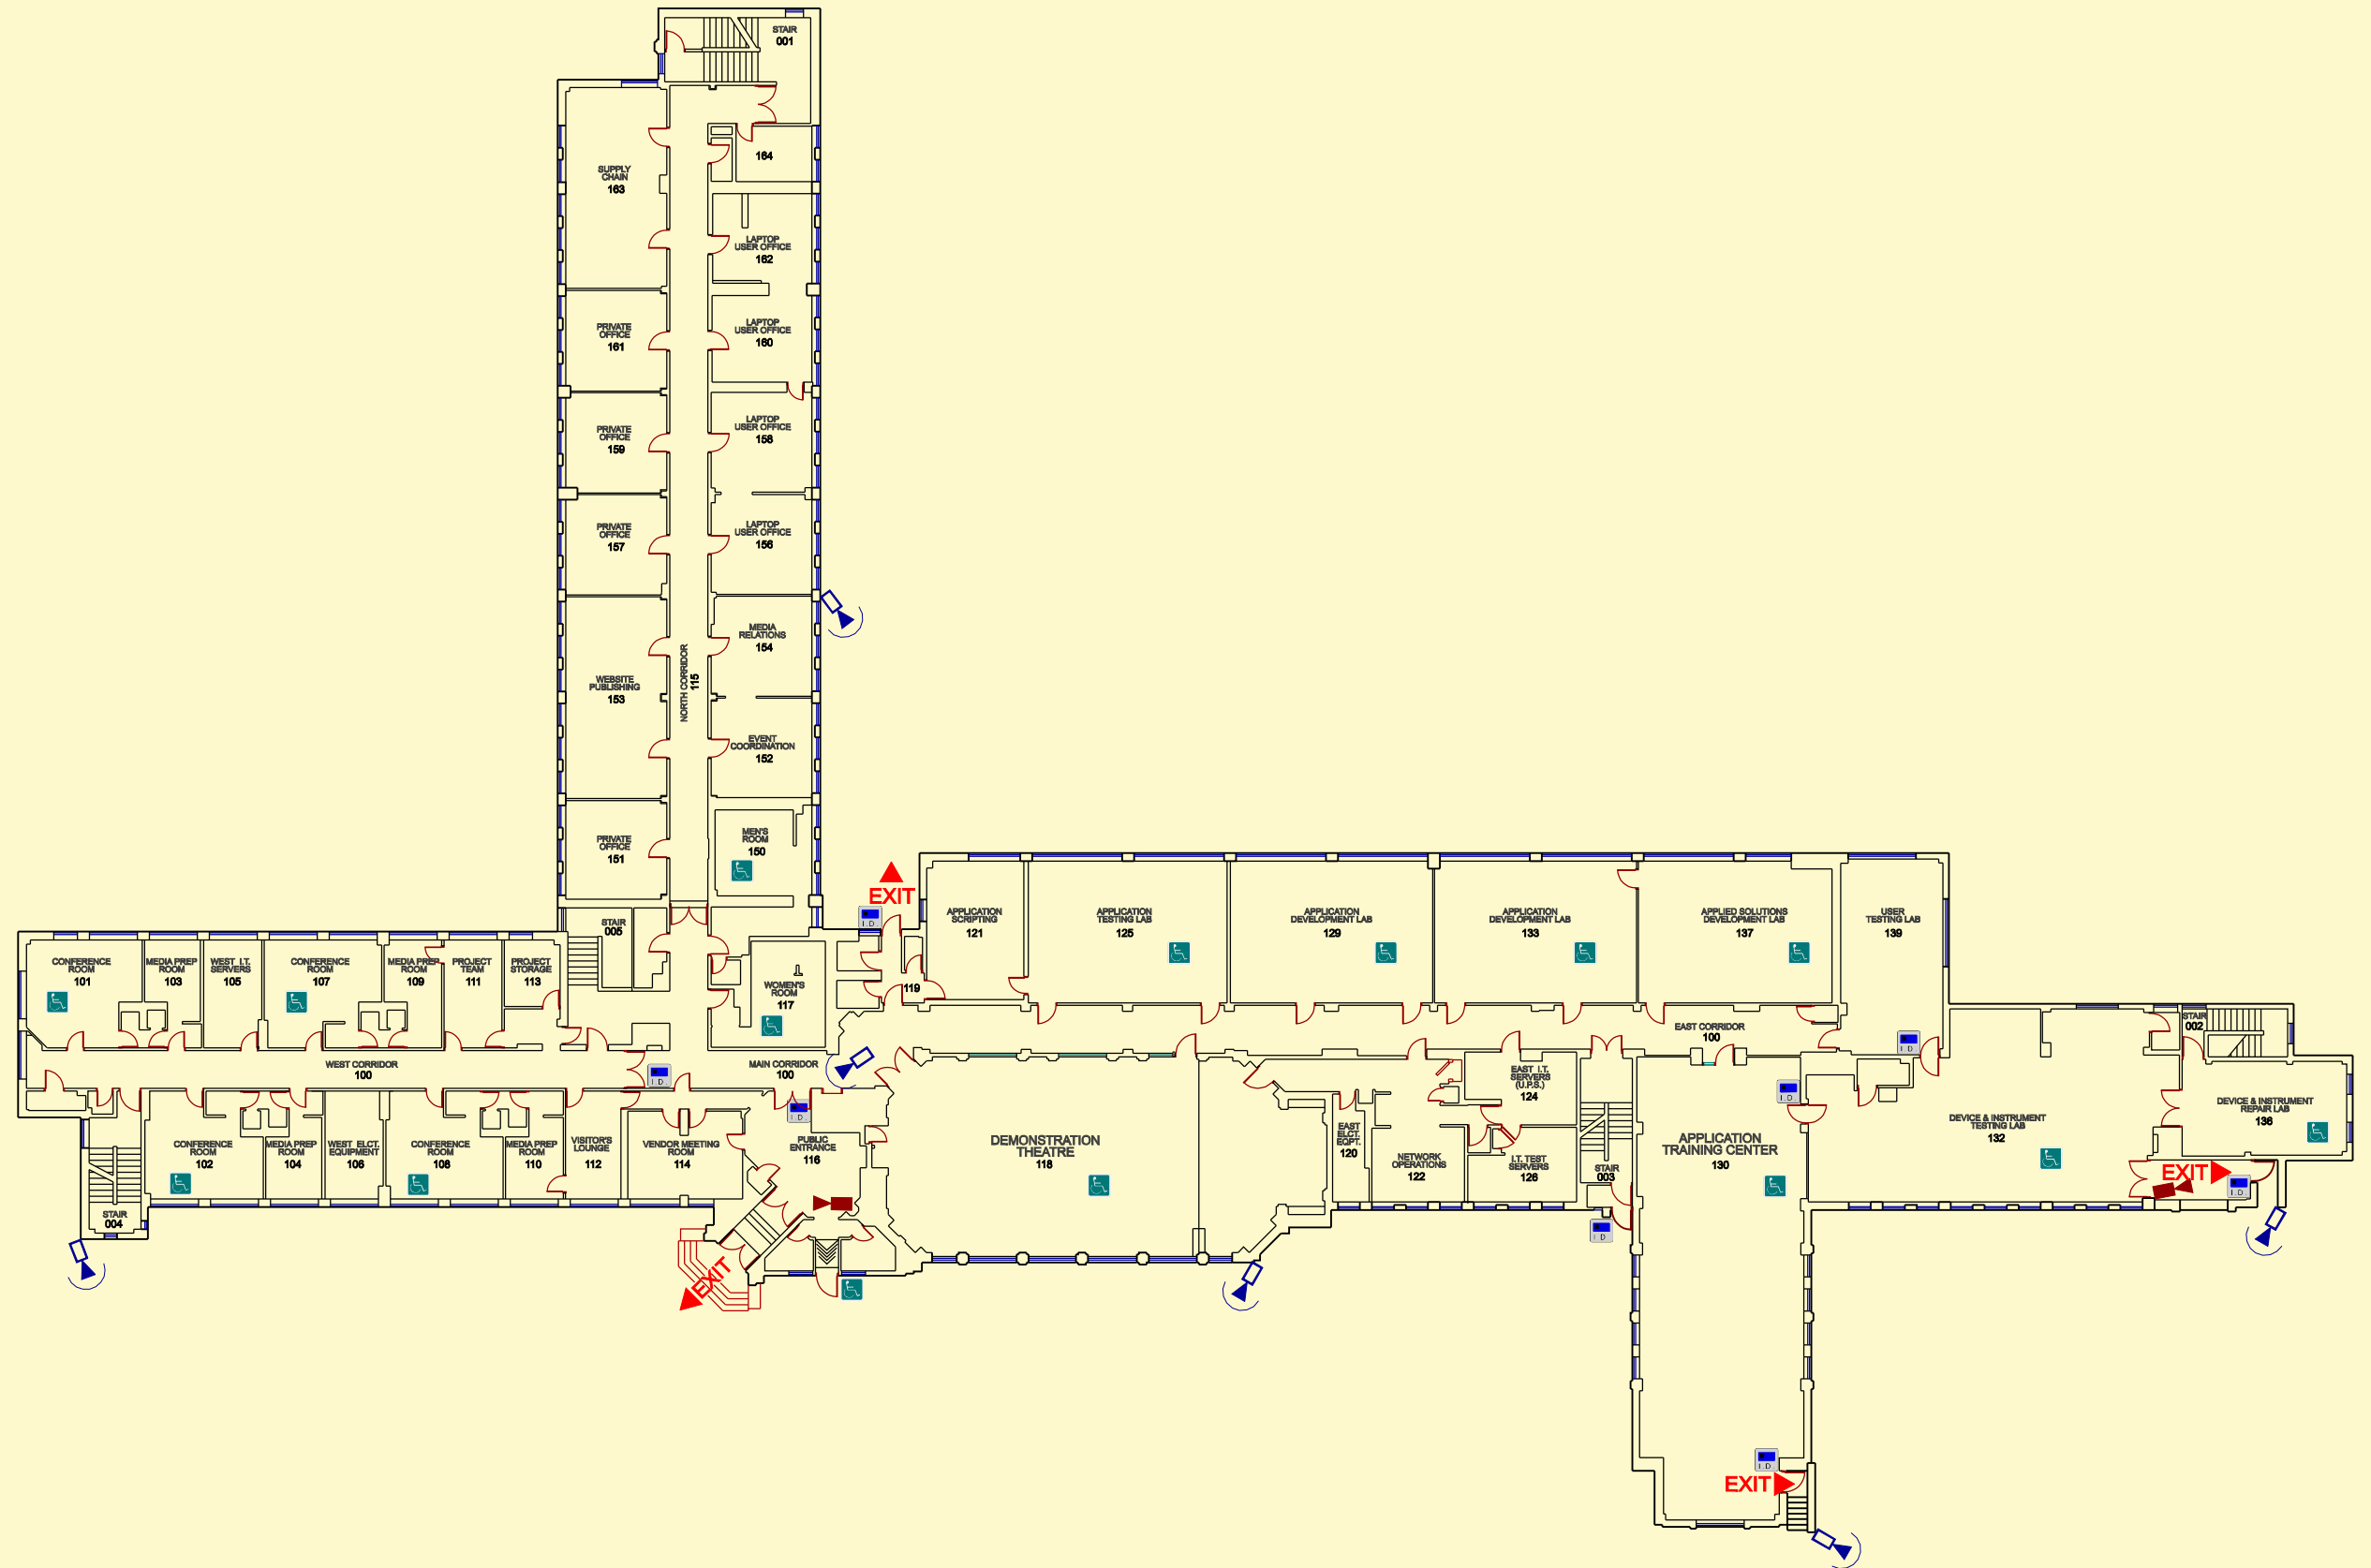 STAIR
001
164
SUPPLY
CHAIN
163
LAPTOP
USER OFFICE
162
PRIVATE
OFFICE
161
LAPTOP
USER OFFICE
160
PRIVATE
OFFICE
159
LAPTOP
USER OFFICE
158
PRIVATE
OFFICE
157
LAPTOP
USER OFFICE
156
MEDIA
RELATIONS
154
NORTH CORRIDOR
115
WEBSITE
PUBLISHING
153
EVENT
COORDINATION
152
PRIVATE
OFFICE
151
MEN'S
ROOM
150
EXIT
I.D.
STAIR
005
APPLICATION
SCRIPTING
121
APPLICATION
TESTING LAB
125
APPLICATION
DEVELOPMENT LAB
129
APPLICATION
DEVELOPMENT LAB
133
APPLIED SOLUTIONS
DEVELOPMENT LAB
137
USER
TESTING LAB
139
CONFERENCE
ROOM
101
MEDIA PREP
ROOM
103
WEST I.T.
SERVERS
105
CONFERENCE
ROOM
107
MEDIA PREP
ROOM
109
PROJECT
TEAM
111
PROJECT
STORAGE
113
WOMEN'S
ROOM
117
119
EAST CORRIDOR
100
STAIR
002
I.D.
WEST CORRIDOR
100
I.D.
MAIN CORRIDOR
100
EAST I.T.
SERVERS
(U.P.S.)
124
I.D.
I.D.
CONFERENCE
ROOM
102
MEDIA PREP
ROOM
104
WEST ELCT.
EQUIPMENT
106
CONFERENCE
ROOM
108
MEDIA PREP
ROOM
110
VISITOR'S
LOUNGE
112
VENDOR MEETING
ROOM
114
PUBLIC
ENTRANCE
116
DEMONSTRATION
THEATRE
118
EAST
ELCT.
EQPT.
120
NETWORK
OPERATIONS
122
I.T. TEST
SERVERS
126
STAIR
003
APPLICATION
TRAINING CENTER
130
DEVICE & INSTRUMENT
TESTING LAB
132
DEVICE & INSTRUMENT
REPAIR LAB
136
EXIT
I.D.
STAIR
004
I.D.
EXIT
I.D.
EXIT